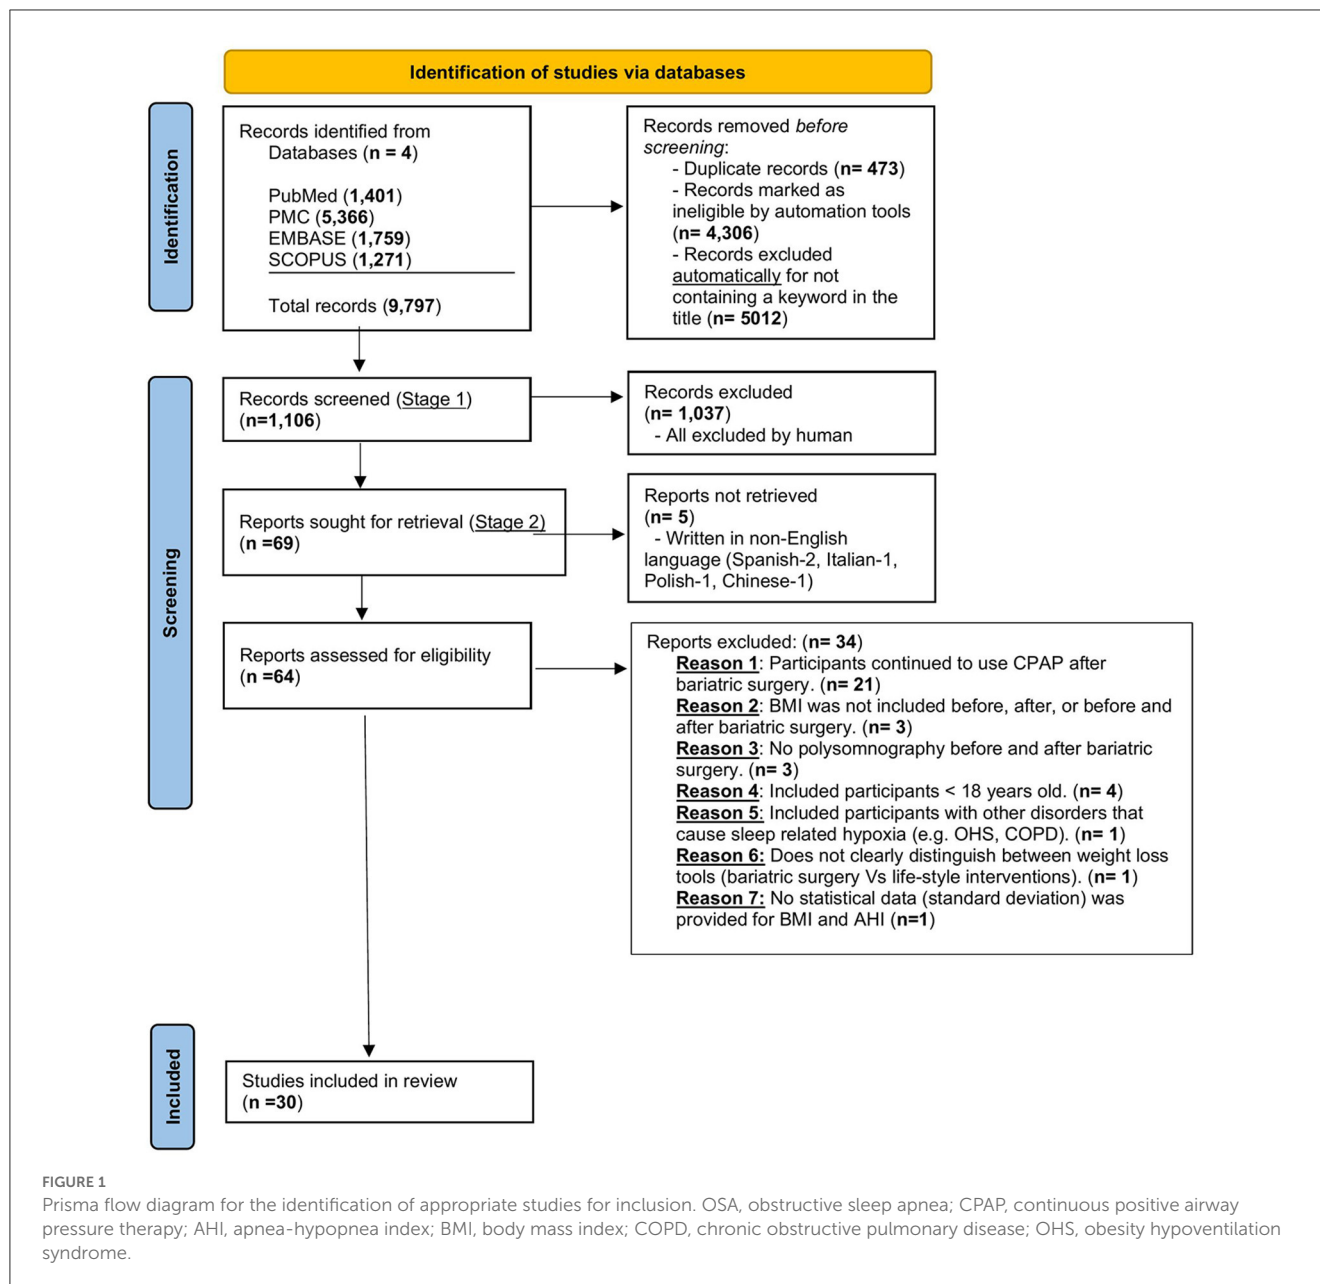 Identification of studies via databases
Identification
Records identified from
Databases (n = 4)
PubMed (1,401)
PMC (5,366)
EMBASE (1,759)
SCOPUS (1,271)
Total records (9,797)
Records removed before
screening:
- Duplicate records (n= 473)
- Records marked as
ineligible by automation tools
(n= 4,306)
- Records excluded
automatically for not
containing a keyword in the
title (n= 5012)
Screening
Records screened (Stage 1)
(n=1,106)
Records excluded
(n= 1,037)
- All excluded by human
Reports sought for retrieval (Stage 2)
(n =69)
Reports not retrieved
(n= 5)
- Written in non-English
language (Spanish-2, Italian-1,
Polish-1, Chinese-1)
Reports assessed for eligibility
(n =64)
Reports excluded: (n= 34)
Reason 1: Participants continued to use CPAP after
bariatric surgery. (n= 21)
Reason 2: BMI was not included before, after, or before and
after bariatric surgery. (n= 3)
Reason 3: No polysomnography before and after bariatric
surgery. (n= 3)
Reason 4: Included participants < 18 years old. (n= 4)
Reason 5: Included participants with other disorders that
cause sleep related hypoxia (e.g. OHS, COPD). (n= 1)
Reason 6: Does not clearly distinguish between weight loss
tools (bariatric surgery Vs life-style interventions). (n= 1)
Reason 7: No statistical data (standard deviation) was
provided for BMI and AHI (n=1)
Included
Studies included in review
(n =30)
FIGURE 1
Prisma flow diagram for the identification of appropriate studies for inclusion. OSA, obstructive sleep apnea; CPAP, continuous positive airway
pressure therapy; AHI, apnea-hypopnea index; BMI, body mass index; COPD, chronic obstructive pulmonary disease; OHS, obesity hypoventilation
syndrome.